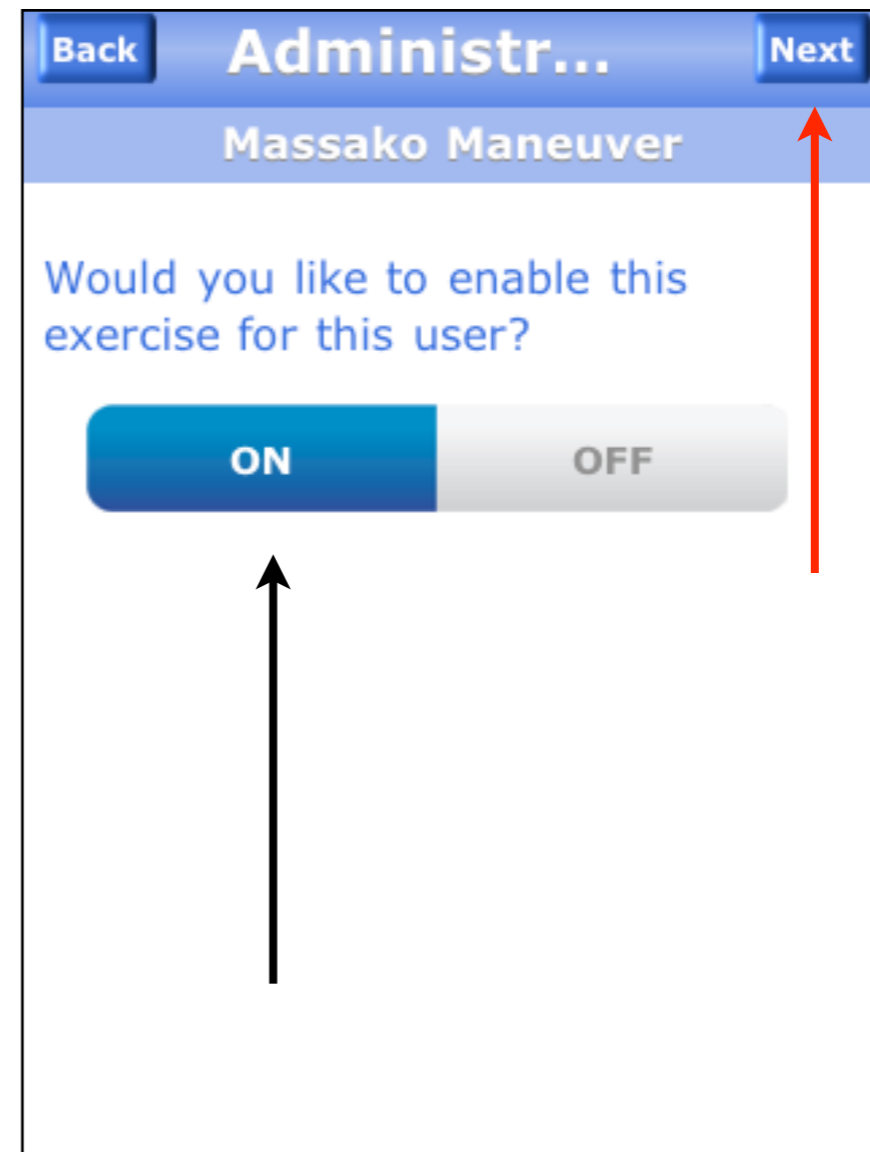 Back Administr... Next
Massako Maneuver
Would you like to enable this
exercise for this user?
ON OFF